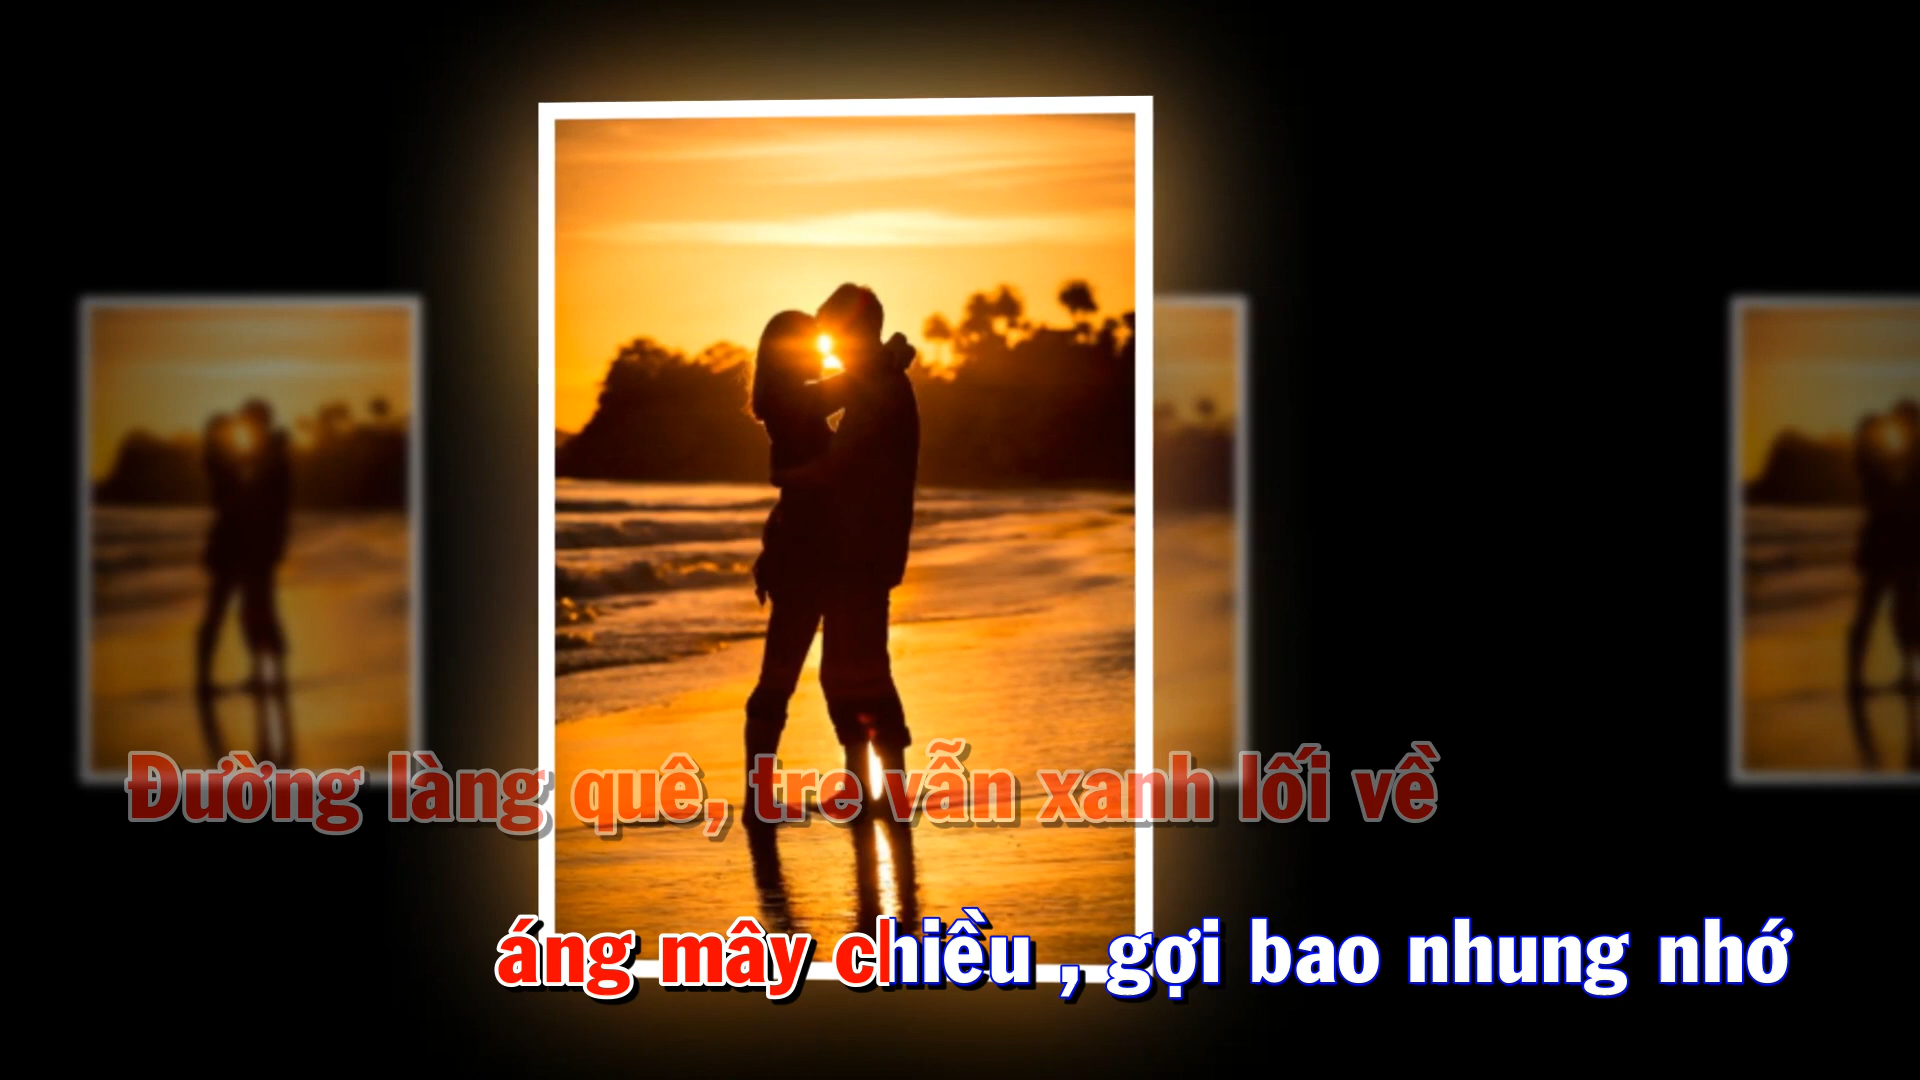 Đường làng quê, tre vẫn xanh lối về
áng mây chiều , gợi bao nhung nhớ